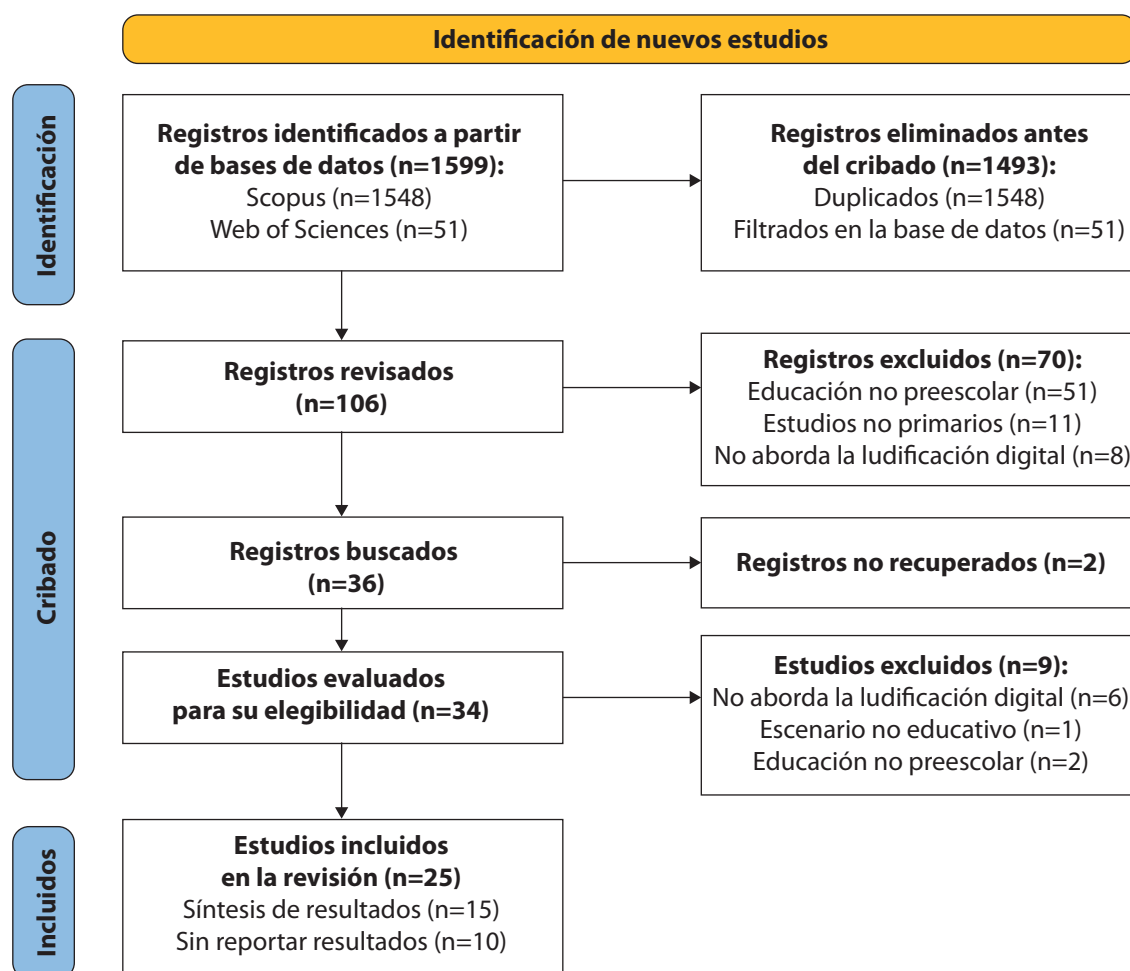 Identificación de nuevos estudios
Identificación
Registros identificados a partir
de bases de datos (n=1599):
Scopus (n=1548)
Web of Sciences (n=51)
Registros eliminados antes
del cribado (n=1493):
Duplicados (n=1548)
Filtrados en la base de datos (n=51)
Cribado
Registros revisados
(n=106)
Registros excluidos (n=70):
Educación no preescolar (n=51)
Estudios no primarios (n=11)
No aborda la ludificación digital (n=8)
Registros buscados
(n=36)
Registros no recuperados (n=2)
Estudios evaluados
para su elegibilidad (n=34)
Estudios excluidos (n=9):
No aborda la ludificación digital (n=6)
Escenario no educativo (n=1)
Educación no preescolar (n=2)
Incluidos
Estudios incluidos
en la revisión (n=25)
Síntesis de resultados (n=15)
Sin reportar resultados (n=10)